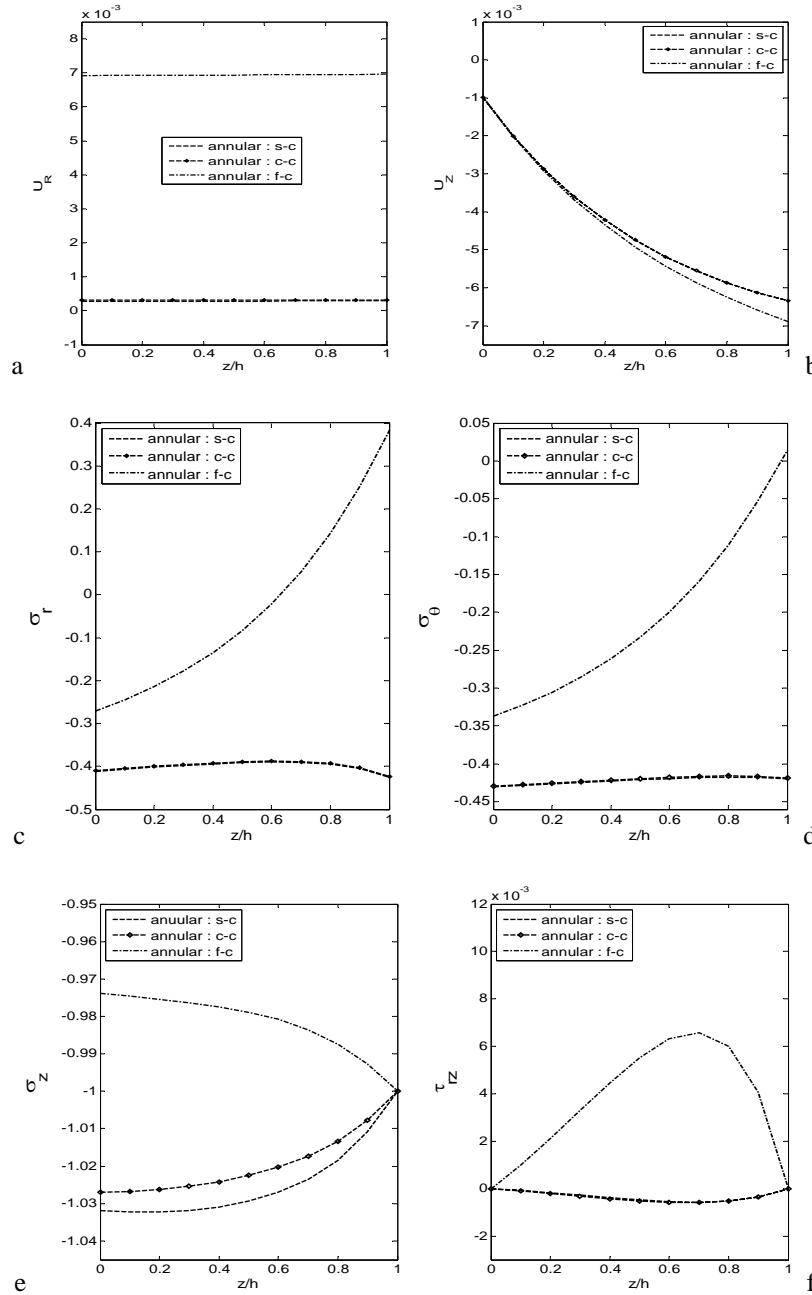 x 10⁻³
8
7
6
5
4
3
2
1
0
-1
U_R
annular : s-c
annular : c-c
annular : f-c
0 0.2 0.4 0.6 0.8 1
z/h
a
x 10⁻³
1
0
-1
-2
-3
-4
-5
-6
-7
U_Z
annular : s-c
annular : c-c
annular : f-c
0 0.2 0.4 0.6 0.8 1
z/h
b
0.4
0.3
0.2
0.1
0
-0.1
-0.2
-0.3
-0.4
-0.5
σ_r
annular : s-c
annular : c-c
annular : f-c
0 0.2 0.4 0.6 0.8 1
z/h
c
0.05
0
-0.05
-0.1
-0.15
-0.2
-0.25
-0.3
-0.35
-0.4
-0.45
σ_θ
annular : s-c
annular : c-c
annular : f-c
0 0.2 0.4 0.6 0.8 1
z/h
d
-0.95
-0.96
-0.97
-0.98
-0.99
-1
-1.01
-1.02
-1.03
-1.04
σ_z
anuular : s-c
annular : c-c
annular : f-c
0 0.2 0.4 0.6 0.8 1
z/h
e
x 10⁻³
12
10
8
6
4
2
0
-2
τ_rz
annular : s-c
annular : c-c
annular : f-c
0 0.2 0.4 0.6 0.8 1
z/h
f